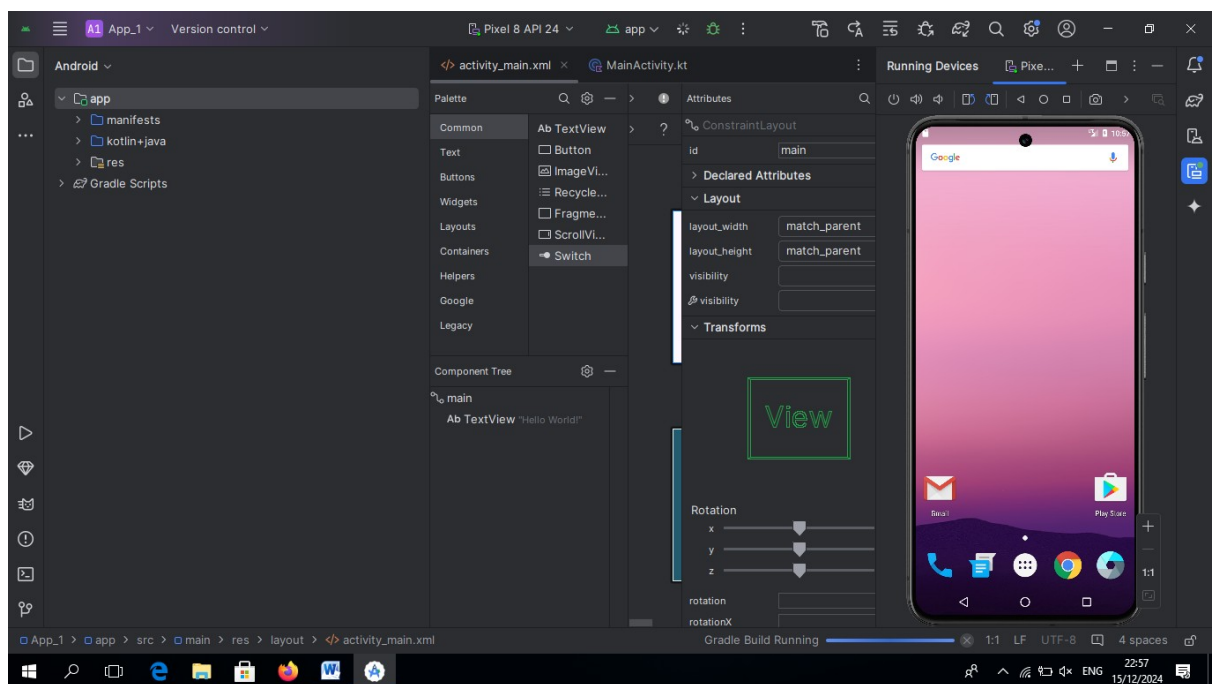 A1 App_1 Version control Pixel 8 API 24 app
Android
app
manifests
kotlin+java
res
Gradle Scripts
</> activity_main.xml MainActivity.kt
Palette
Common
Text
Buttons
Widgets
Layouts
Containers
Helpers
Google
Legacy
Ab TextView
Button
ImageVi...
Recycle...
Fragme...
ScrollVi...
Switch
Component Tree
main
Ab TextView "Hello World!"
?
Attributes
ConstraintLayout
id main
Declared Attributes
Layout
layout_width match_parent
layout_height match_parent
visibility
visibility
Transforms
View
Rotation
x
y
z
rotation
rotationX
Running Devices Pixe...
Google
Gmail
Play Store
1:1
App_1 > app > src > main > res > layout > </> activity_main.xml
Gradle Build Running 1:1 LF UTF-8 4 spaces
W ENG 22:57
15/12/2024